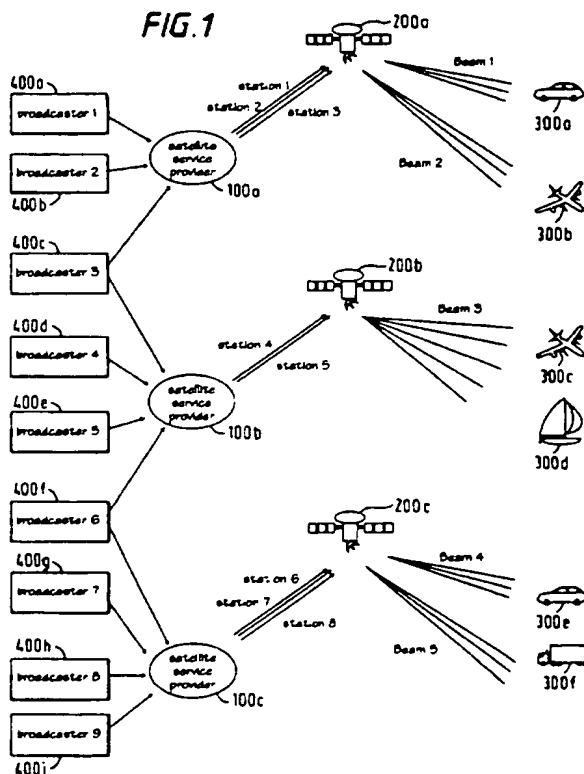 FIG.1
200a
400a
broadcaster 1
broadcaster 2
400b
400c
broadcaster 3
400d
broadcaster 4
400e
broadcaster 5
400f
broadcaster 6
400g
broadcaster 7
400h
broadcaster 8
broadcaster 9
400i
satellite
service
provider
100a
station 1
station 2
station 3
Beam 1
300a
Beam 2
300b
200b
satellite
service
provider
100b
station 4
station 5
Beam 3
300c
300d
200c
satellite
service
provider
100c
station 6
station 7
station 8
Beam 4
300e
Beam 5
300f